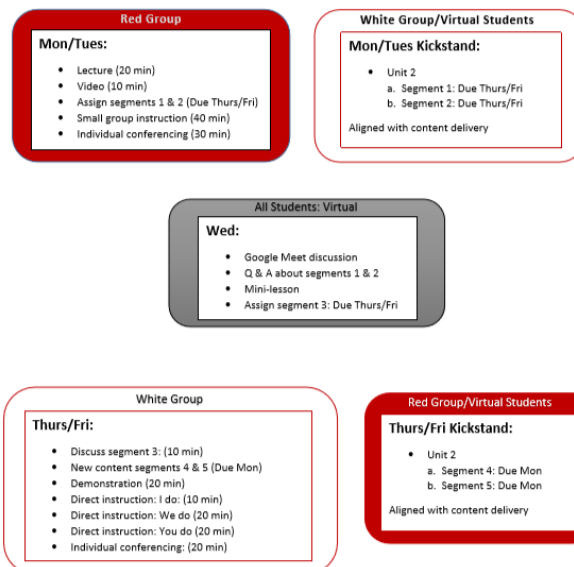 Red Group
Mon/Tues:
• Lecture (20 min)
• Video (10 min)
• Assign segments 1 & 2 (Due Thurs/Fri)
• Small group instruction (40 min)
• Individual conferencing (30 min)
White Group/Virtual Students
Mon/Tues Kickstand:
• Unit 2
a. Segment 1: Due Thurs/Fri
b. Segment 2: Due Thurs/Fri
Aligned with content delivery
All Students: Virtual
Wed:
• Google Meet discussion
• Q & A about segments 1 & 2
• Mini-lesson
• Assign segment 3: Due Thurs/Fri
White Group
Thurs/Fri:
• Discuss segment 3: (10 min)
• New content segments 4 & 5 (Due Mon)
• Demonstration (20 min)
• Direct instruction: I do: (10 min)
• Direct instruction: We do (20 min)
• Direct instruction: You do (20 min)
• Individual conferencing: (20 min)
Red Group/Virtual Students
Thurs/Fri Kickstand:
• Unit 2
a. Segment 4: Due Mon
b. Segment 5: Due Mon
Aligned with content delivery